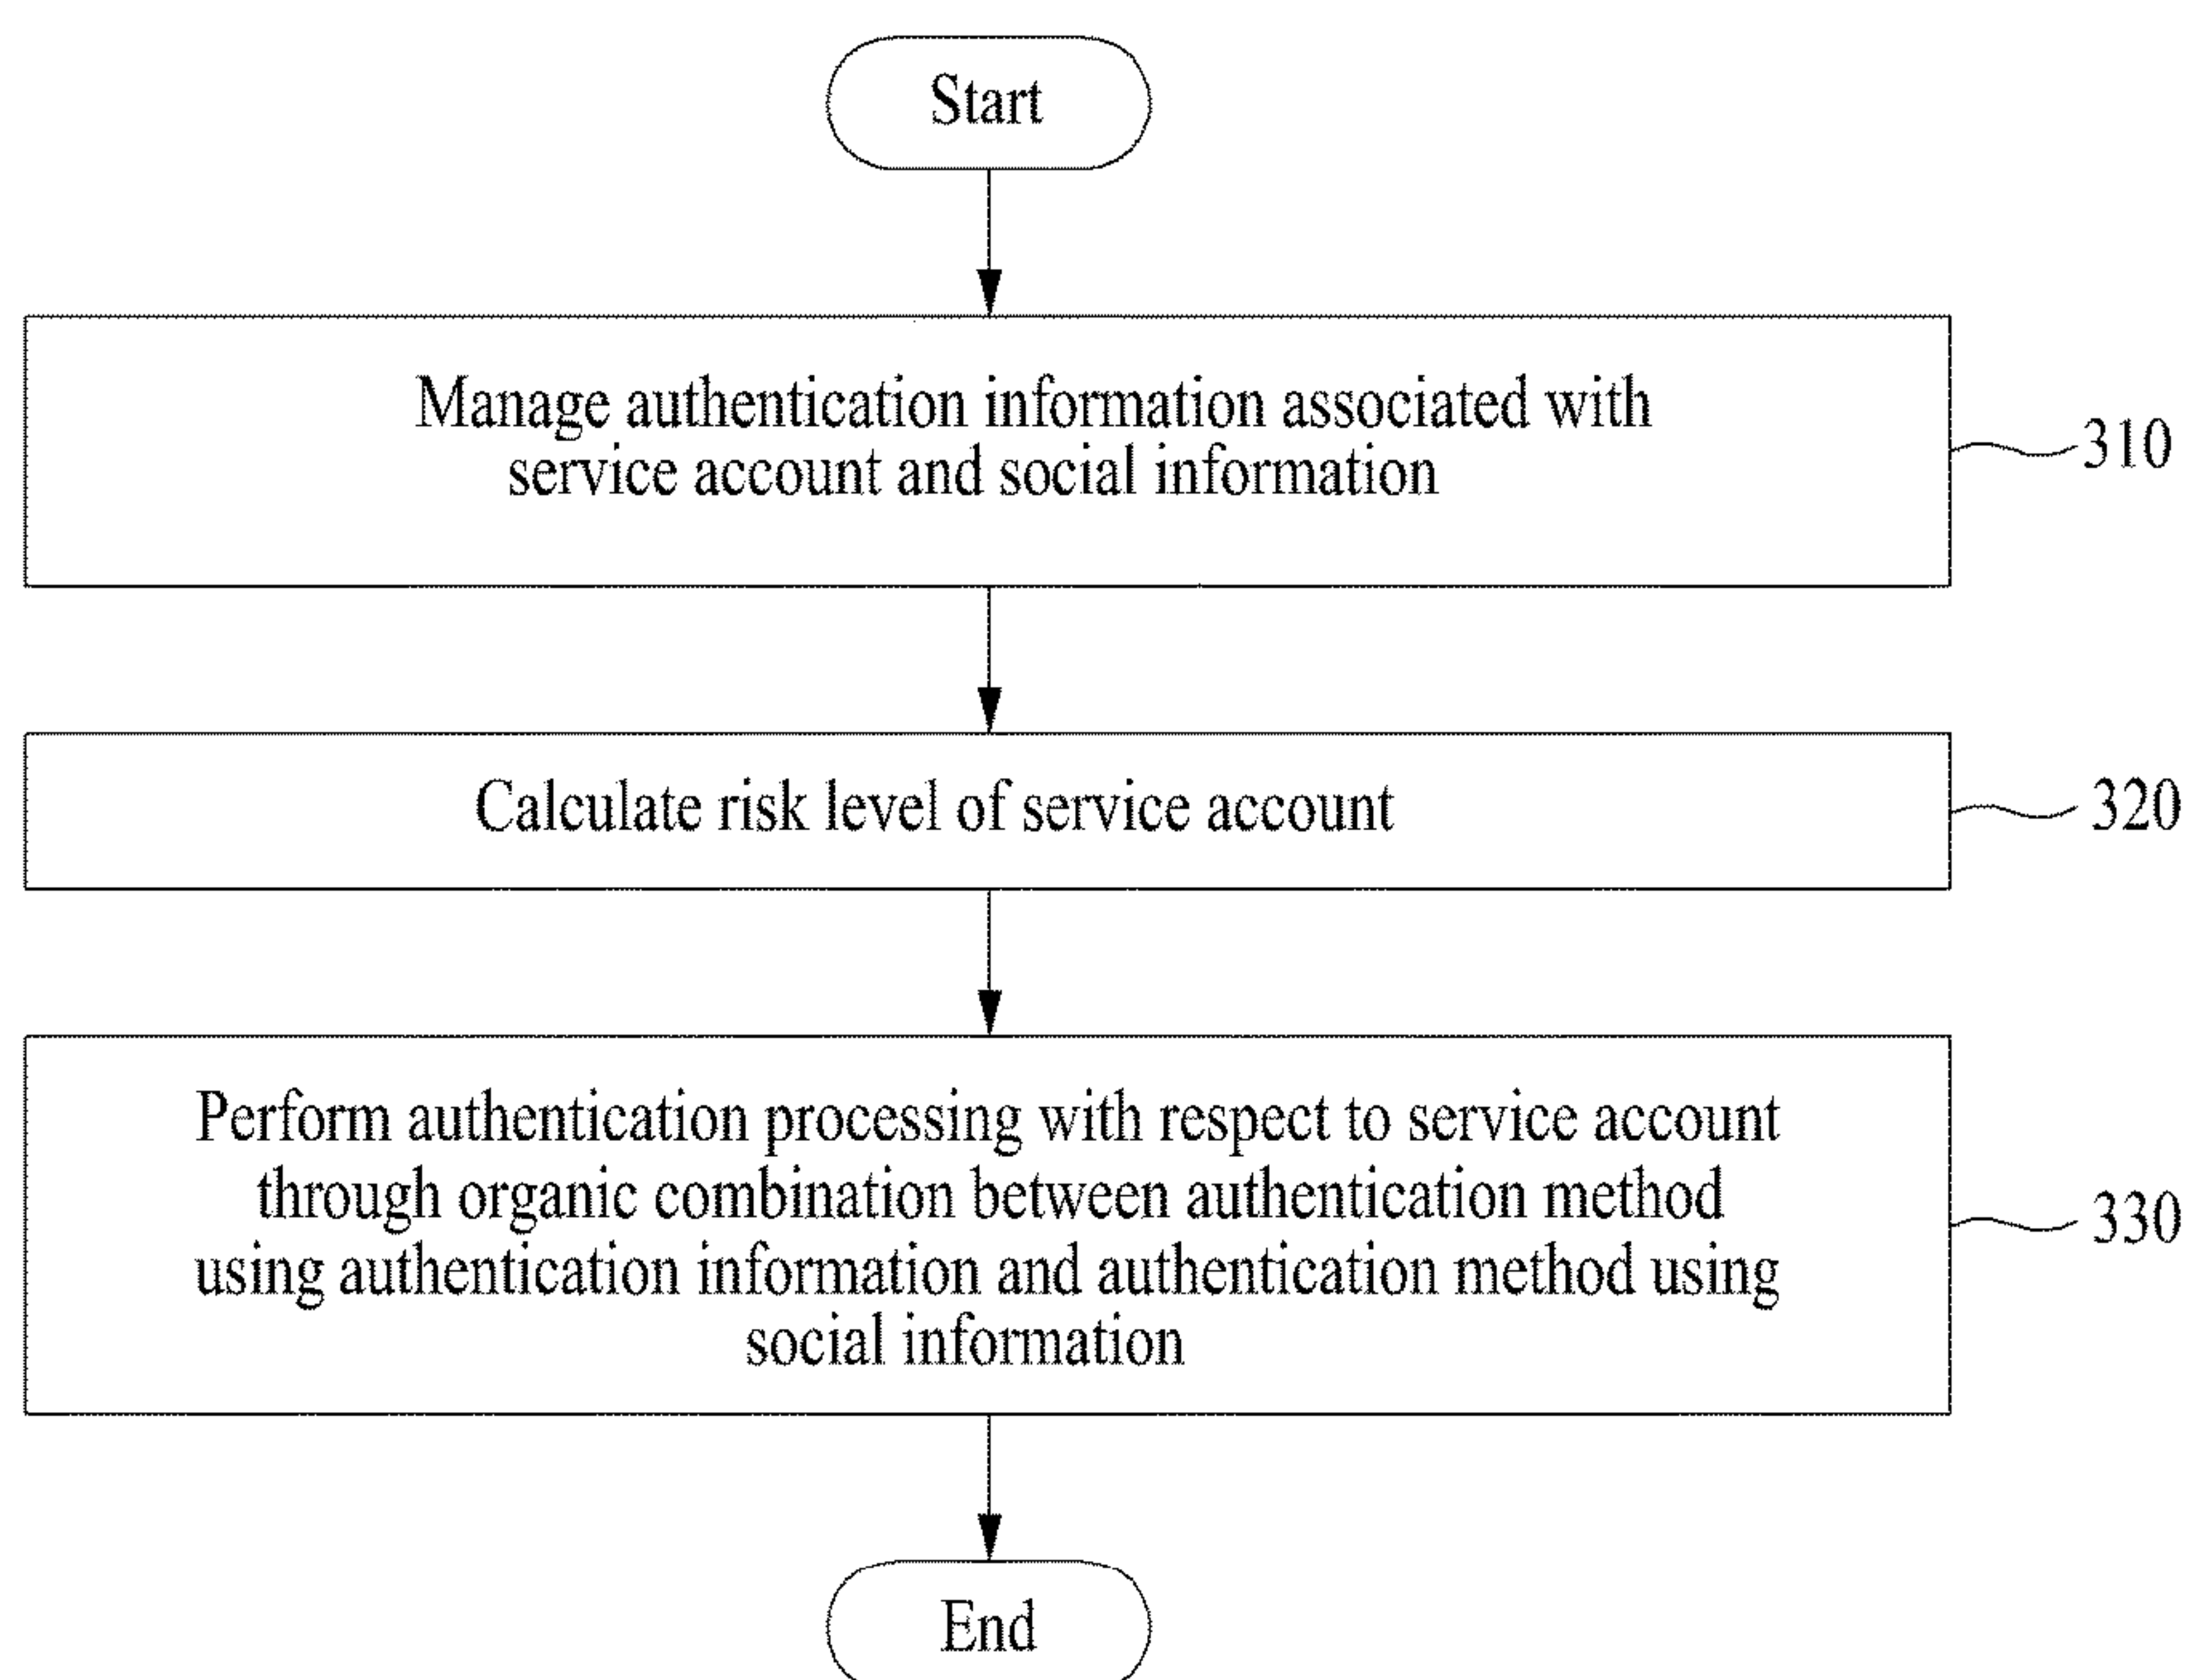 Start
Manage authentication information associated with
service account and social information
310
Calculate risk level of service account
320
Perform authentication processing with respect to service account
through organic combination between authentication method
using authentication information and authentication method using
social information
330
End